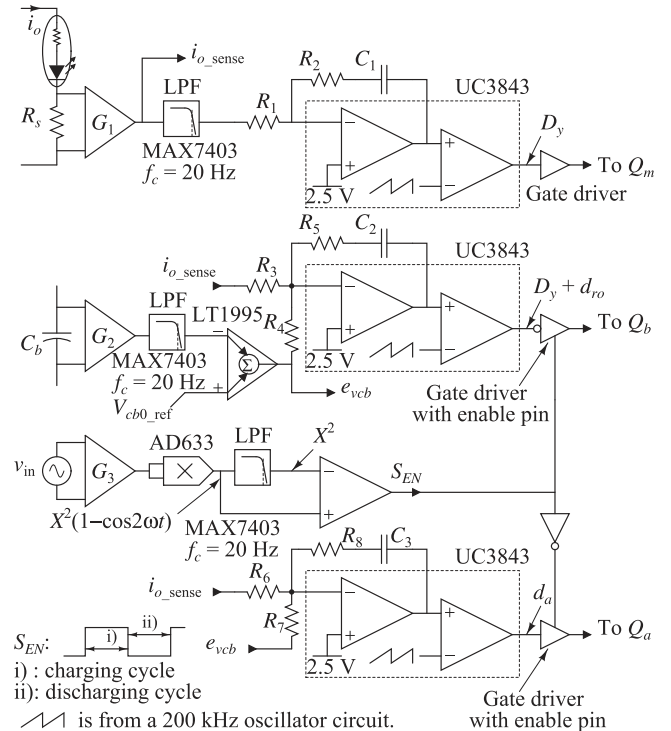 i_o
i_o_sense
R_s
G_1
LPF
MAX7403
f_c = 20 Hz
R_1
R_2
C_1
UC3843
−
+
2.5 V
+
−
D_y
Gate driver
To Q_m
i_o_sense
R_3
R_5
C_2
UC3843
C_b
G_2
LPF
LT1995
R_4
−
Σ
+
MAX7403
f_c = 20 Hz
V_cb0_ref
e_vcb
−
+
2.5 V
+
−
D_y + d_ro
To Q_b
Gate driver
with enable pin
v_in
G_3
AD633
×
LPF
X²
−
+
S_EN
X²(1−cos2ωt)
MAX7403
f_c = 20 Hz
i_o_sense
R_6
R_8
C_3
UC3843
R_7
e_vcb
−
+
2.5 V
+
−
d_a
To Q_a
Gate driver
with enable pin
S_EN:
i)
ii)
i) : charging cycle
ii): discharging cycle
is from a 200 kHz oscillator circuit.